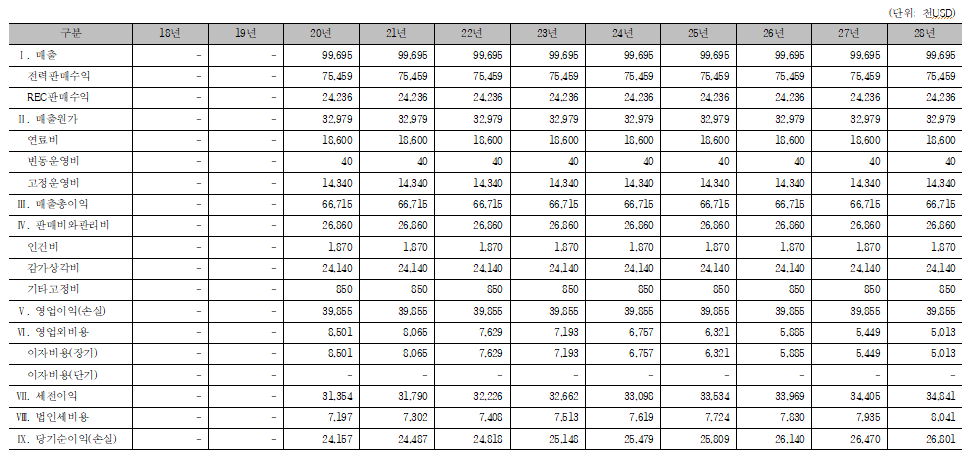 (단위: 천USD)
구분 18년 19년 20년 21년 22년 23년 24년 25년 26년 27년 28년
Ⅰ. 매출 - - 99,695 99,695 99,695 99,695 99,695 99,695 99,695 99,695 99,695
전력판매수익 - - 75,459 75,459 75,459 75,459 75,459 75,459 75,459 75,459 75,459
REC판매수익 - - 24,236 24,236 24,236 24,236 24,236 24,236 24,236 24,236 24,236
Ⅱ. 매출원가 - - 32,979 32,979 32,979 32,979 32,979 32,979 32,979 32,979 32,979
연료비 - - 18,600 18,600 18,600 18,600 18,600 18,600 18,600 18,600 18,600
변동운영비 - - 40 40 40 40 40 40 40 40 40
고정운영비 - - 14,340 14,340 14,340 14,340 14,340 14,340 14,340 14,340 14,340
Ⅲ. 매출총이익 - - 66,715 66,715 66,715 66,715 66,715 66,715 66,715 66,715 66,715
Ⅳ. 판매비와관리비 - - 26,860 26,860 26,860 26,860 26,860 26,860 26,860 26,860 26,860
인건비 - - 1,870 1,870 1,870 1,870 1,870 1,870 1,870 1,870 1,870
감가상각비 - - 24,140 24,140 24,140 24,140 24,140 24,140 24,140 24,140 24,140
기타고정비 - - 850 850 850 850 850 850 850 850 850
Ⅴ. 영업이익(손실) - - 39,855 39,855 39,855 39,855 39,855 39,855 39,855 39,855 39,855
Ⅵ. 영업외비용 - - 8,501 8,065 7,629 7,193 6,757 6,321 5,885 5,449 5,013
이자비용(장기) - - 8,501 8,065 7,629 7,193 6,757 6,321 5,885 5,449 5,013
이자비용(단기) - - - - - - - - - - -
Ⅶ. 세전이익 - - 31,354 31,790 32,226 32,662 33,098 33,534 33,969 34,405 34,841
Ⅷ. 법인세비용 - - 7,197 7,302 7,408 7,513 7,619 7,724 7,830 7,935 8,041
Ⅸ. 당기순이익(손실) - - 24,157 24,487 24,818 25,148 25,479 25,809 26,140 26,470 26,801